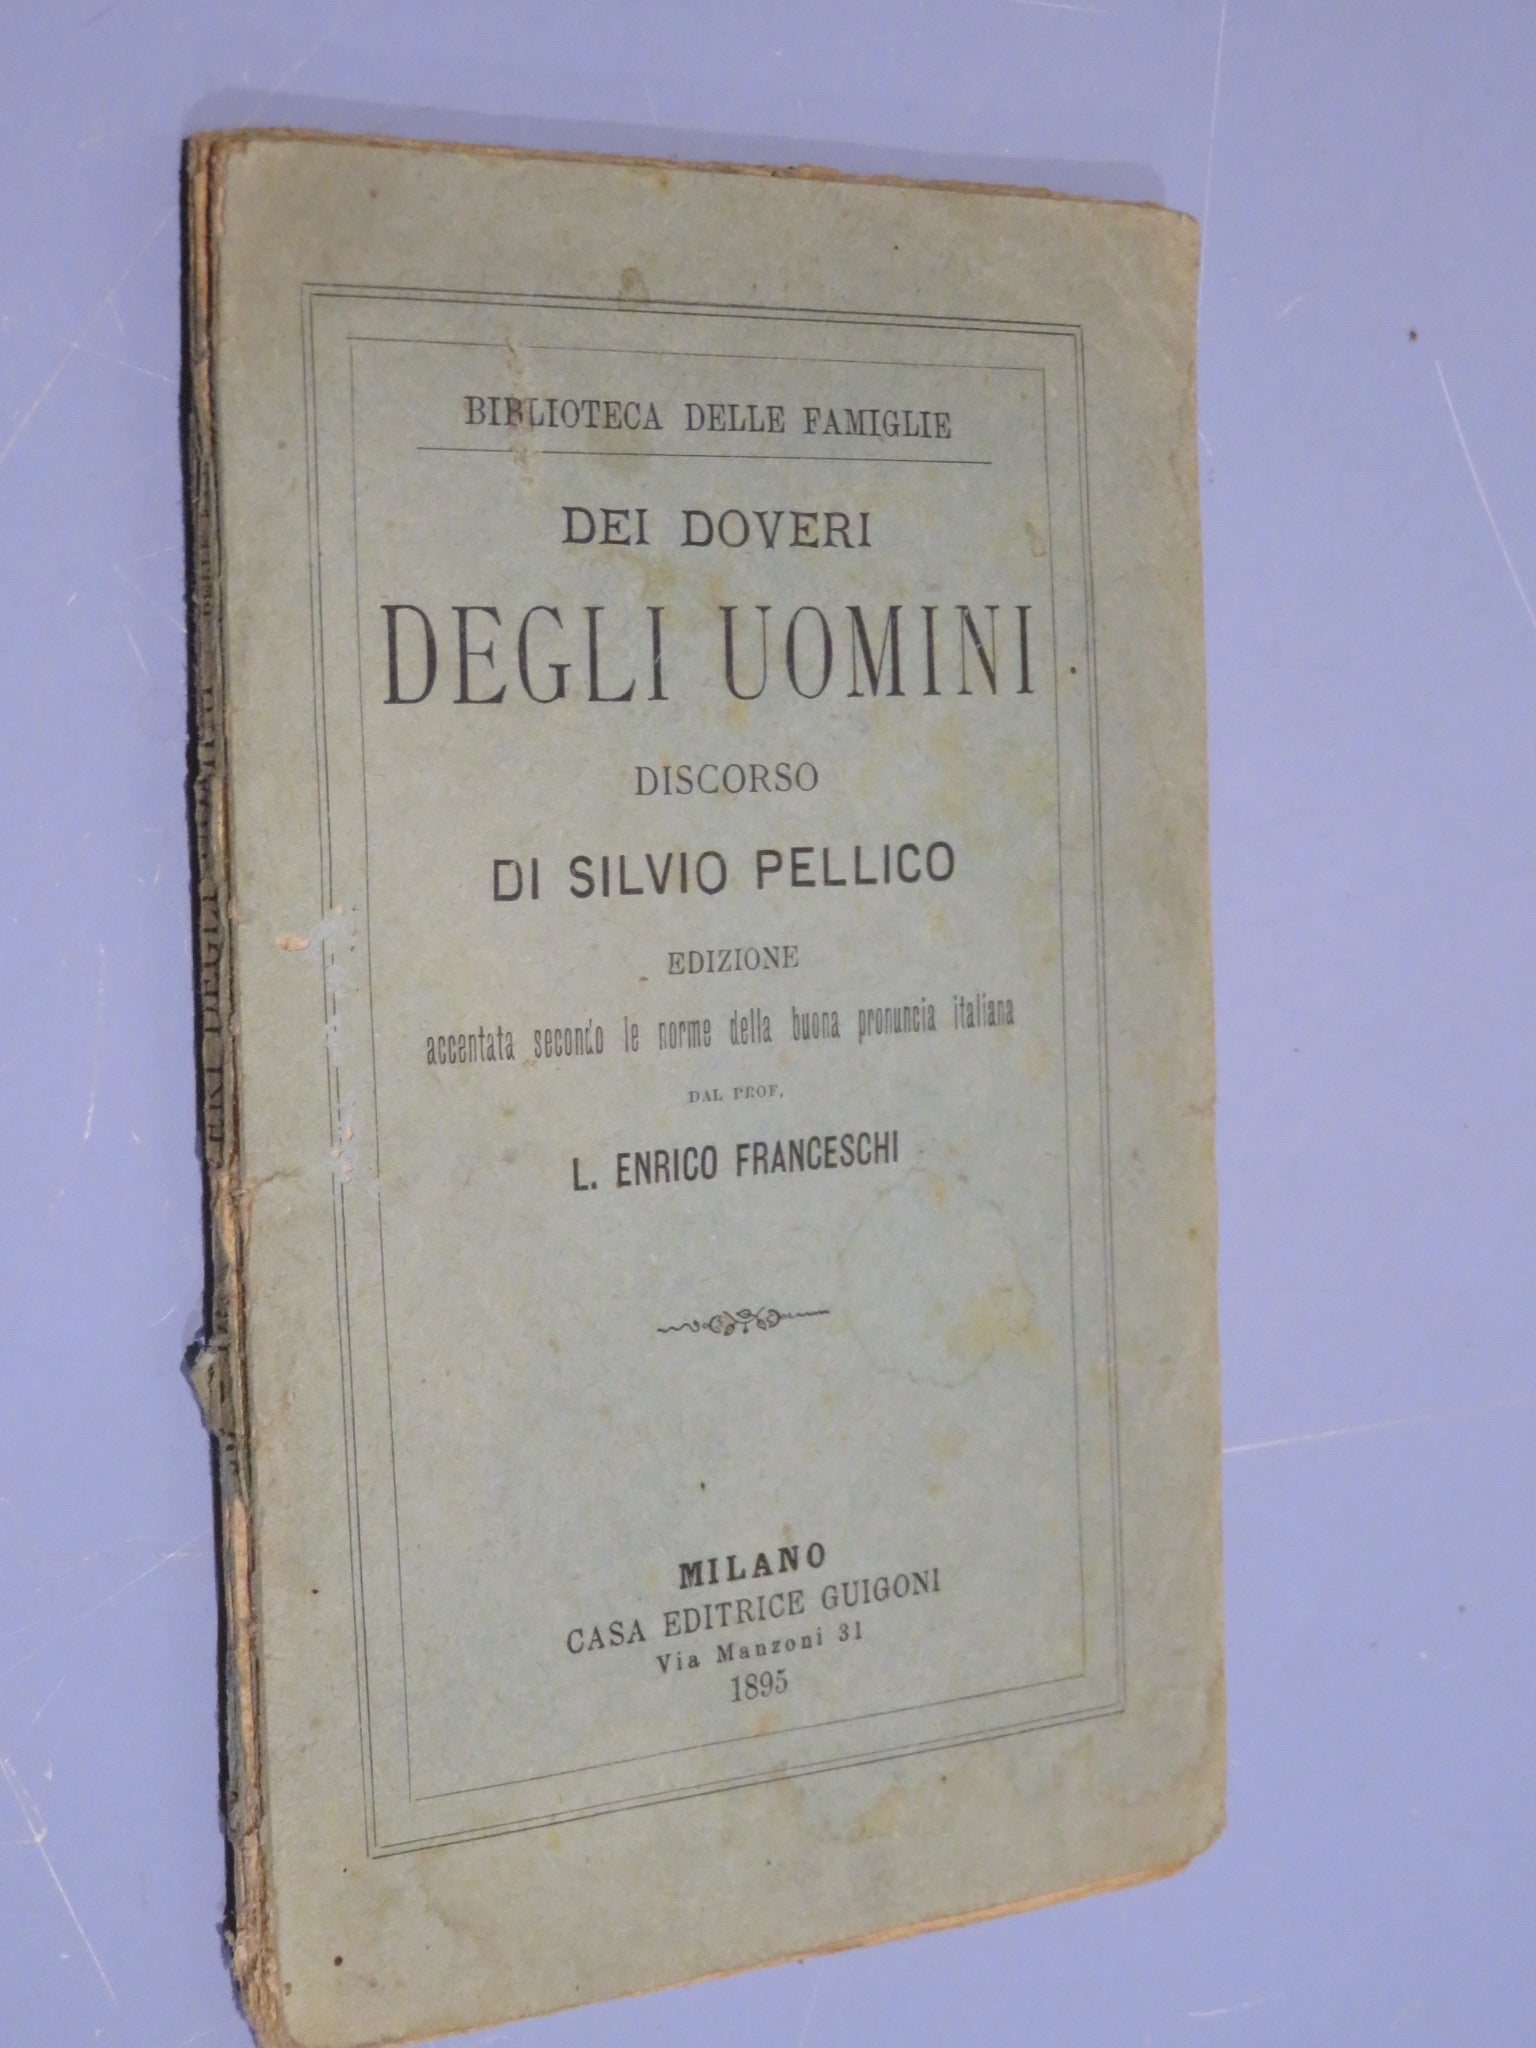 BIBLIOTECA DELLE FAMIGLIE
DEI DOVERI
DEGLI UOMINI
DISCORSO
DI SILVIO PELLICO
EDIZIONE
accentata secondo le norme della buona pronuncia italiana
DAL PROF.
L. ENRICO FRANCESCHI
MILANO
CASA EDITRICE GUIGONI
Via Manzoni 31
1895